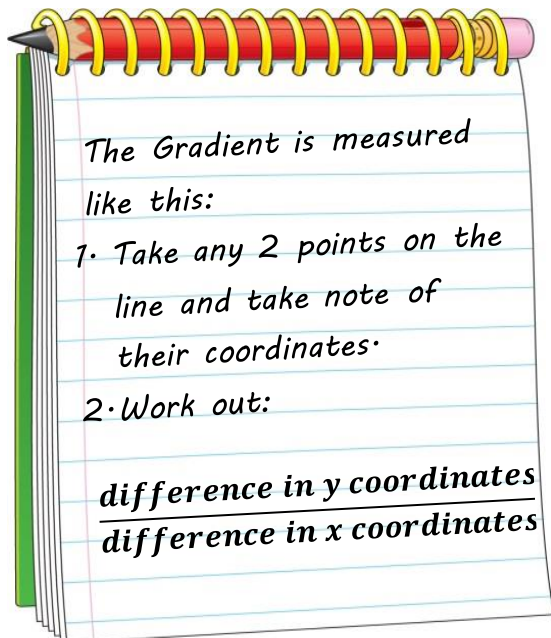 The Gradient is measured
like this:
1. Take any 2 points on the
line and take note of
their coordinates.
2. Work out:
difference in y coordinates
difference in x coordinates